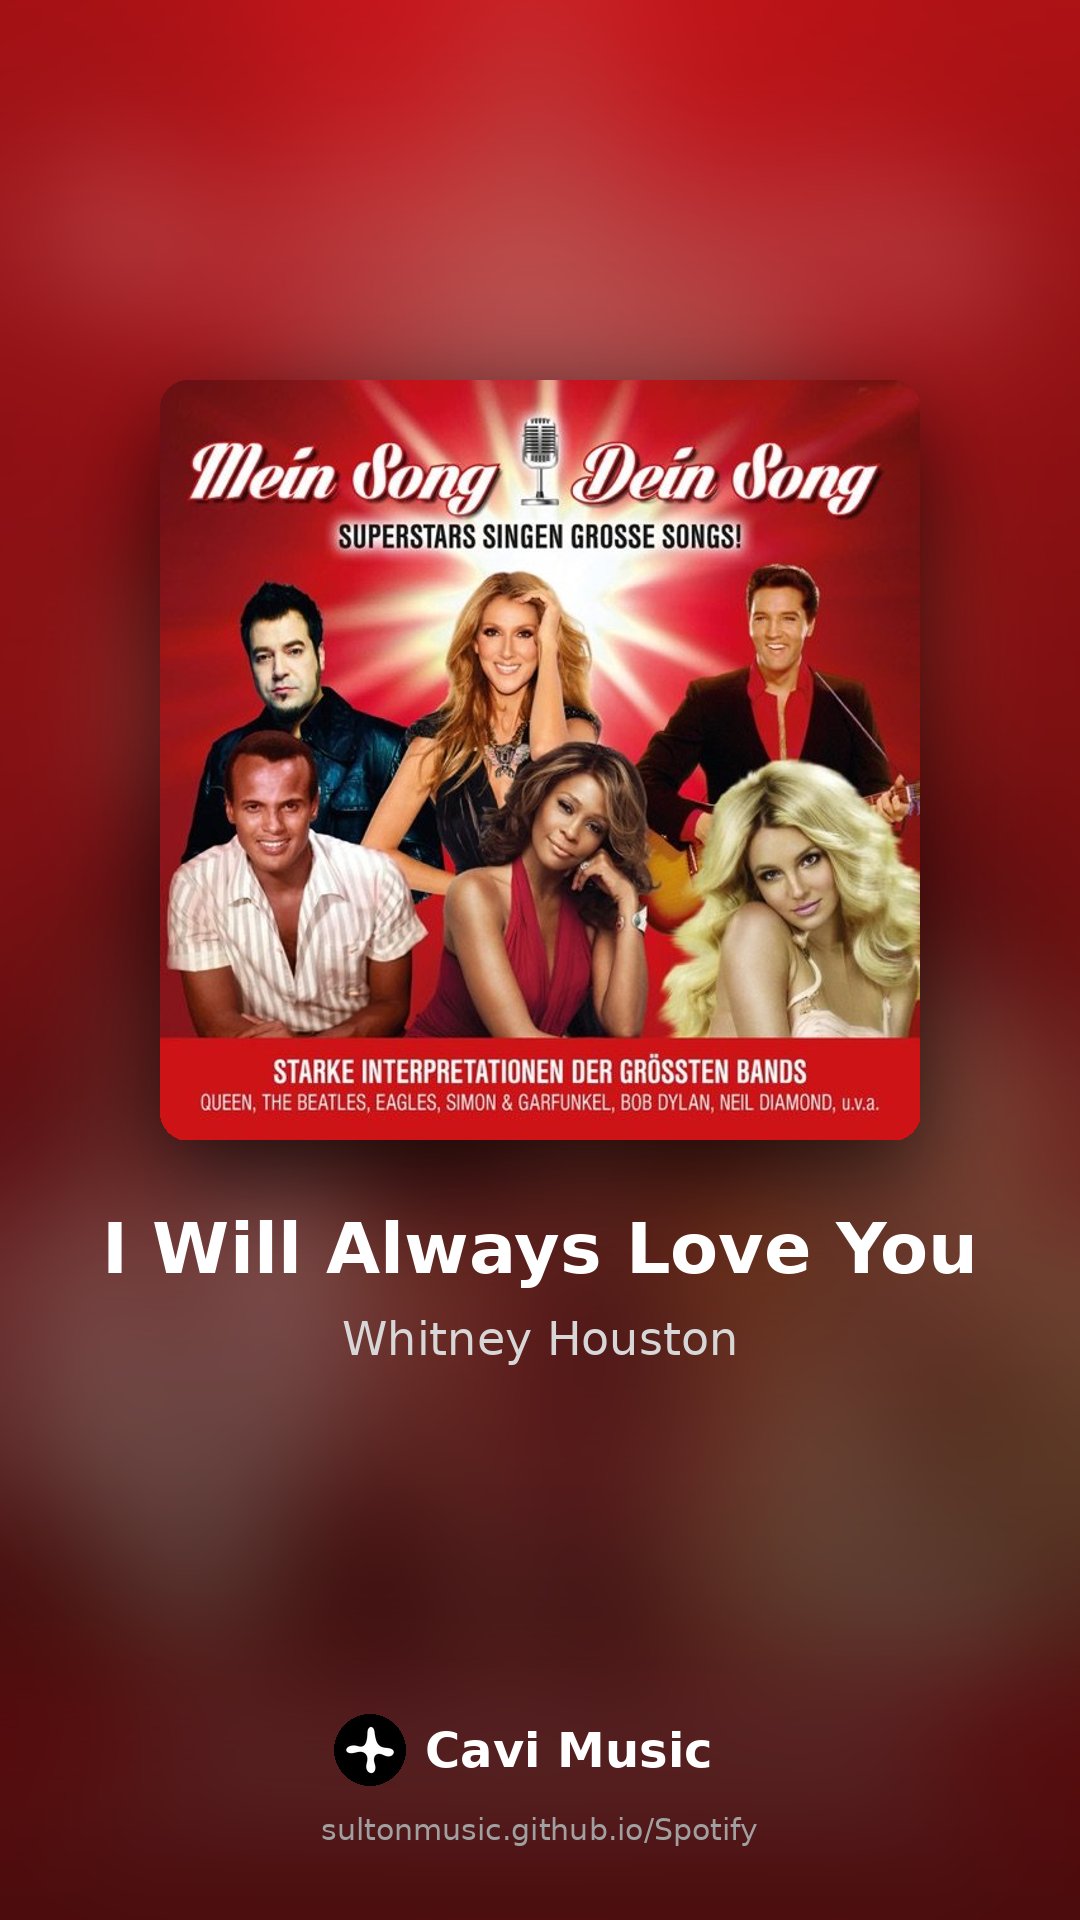 Mein Song Dein Song
SUPERSTARS SINGEN GROSSE SONGS!
STARKE INTERPRETATIONEN DER GRÖSSTEN BANDS
QUEEN, THE BEATLES, EAGLES, SIMON & GARFUNKEL, BOB DYLAN, NEIL DIAMOND, u.v.a.
I Will Always Love You
Whitney Houston
Cavi Music
sultonmusic.github.io/Spotify